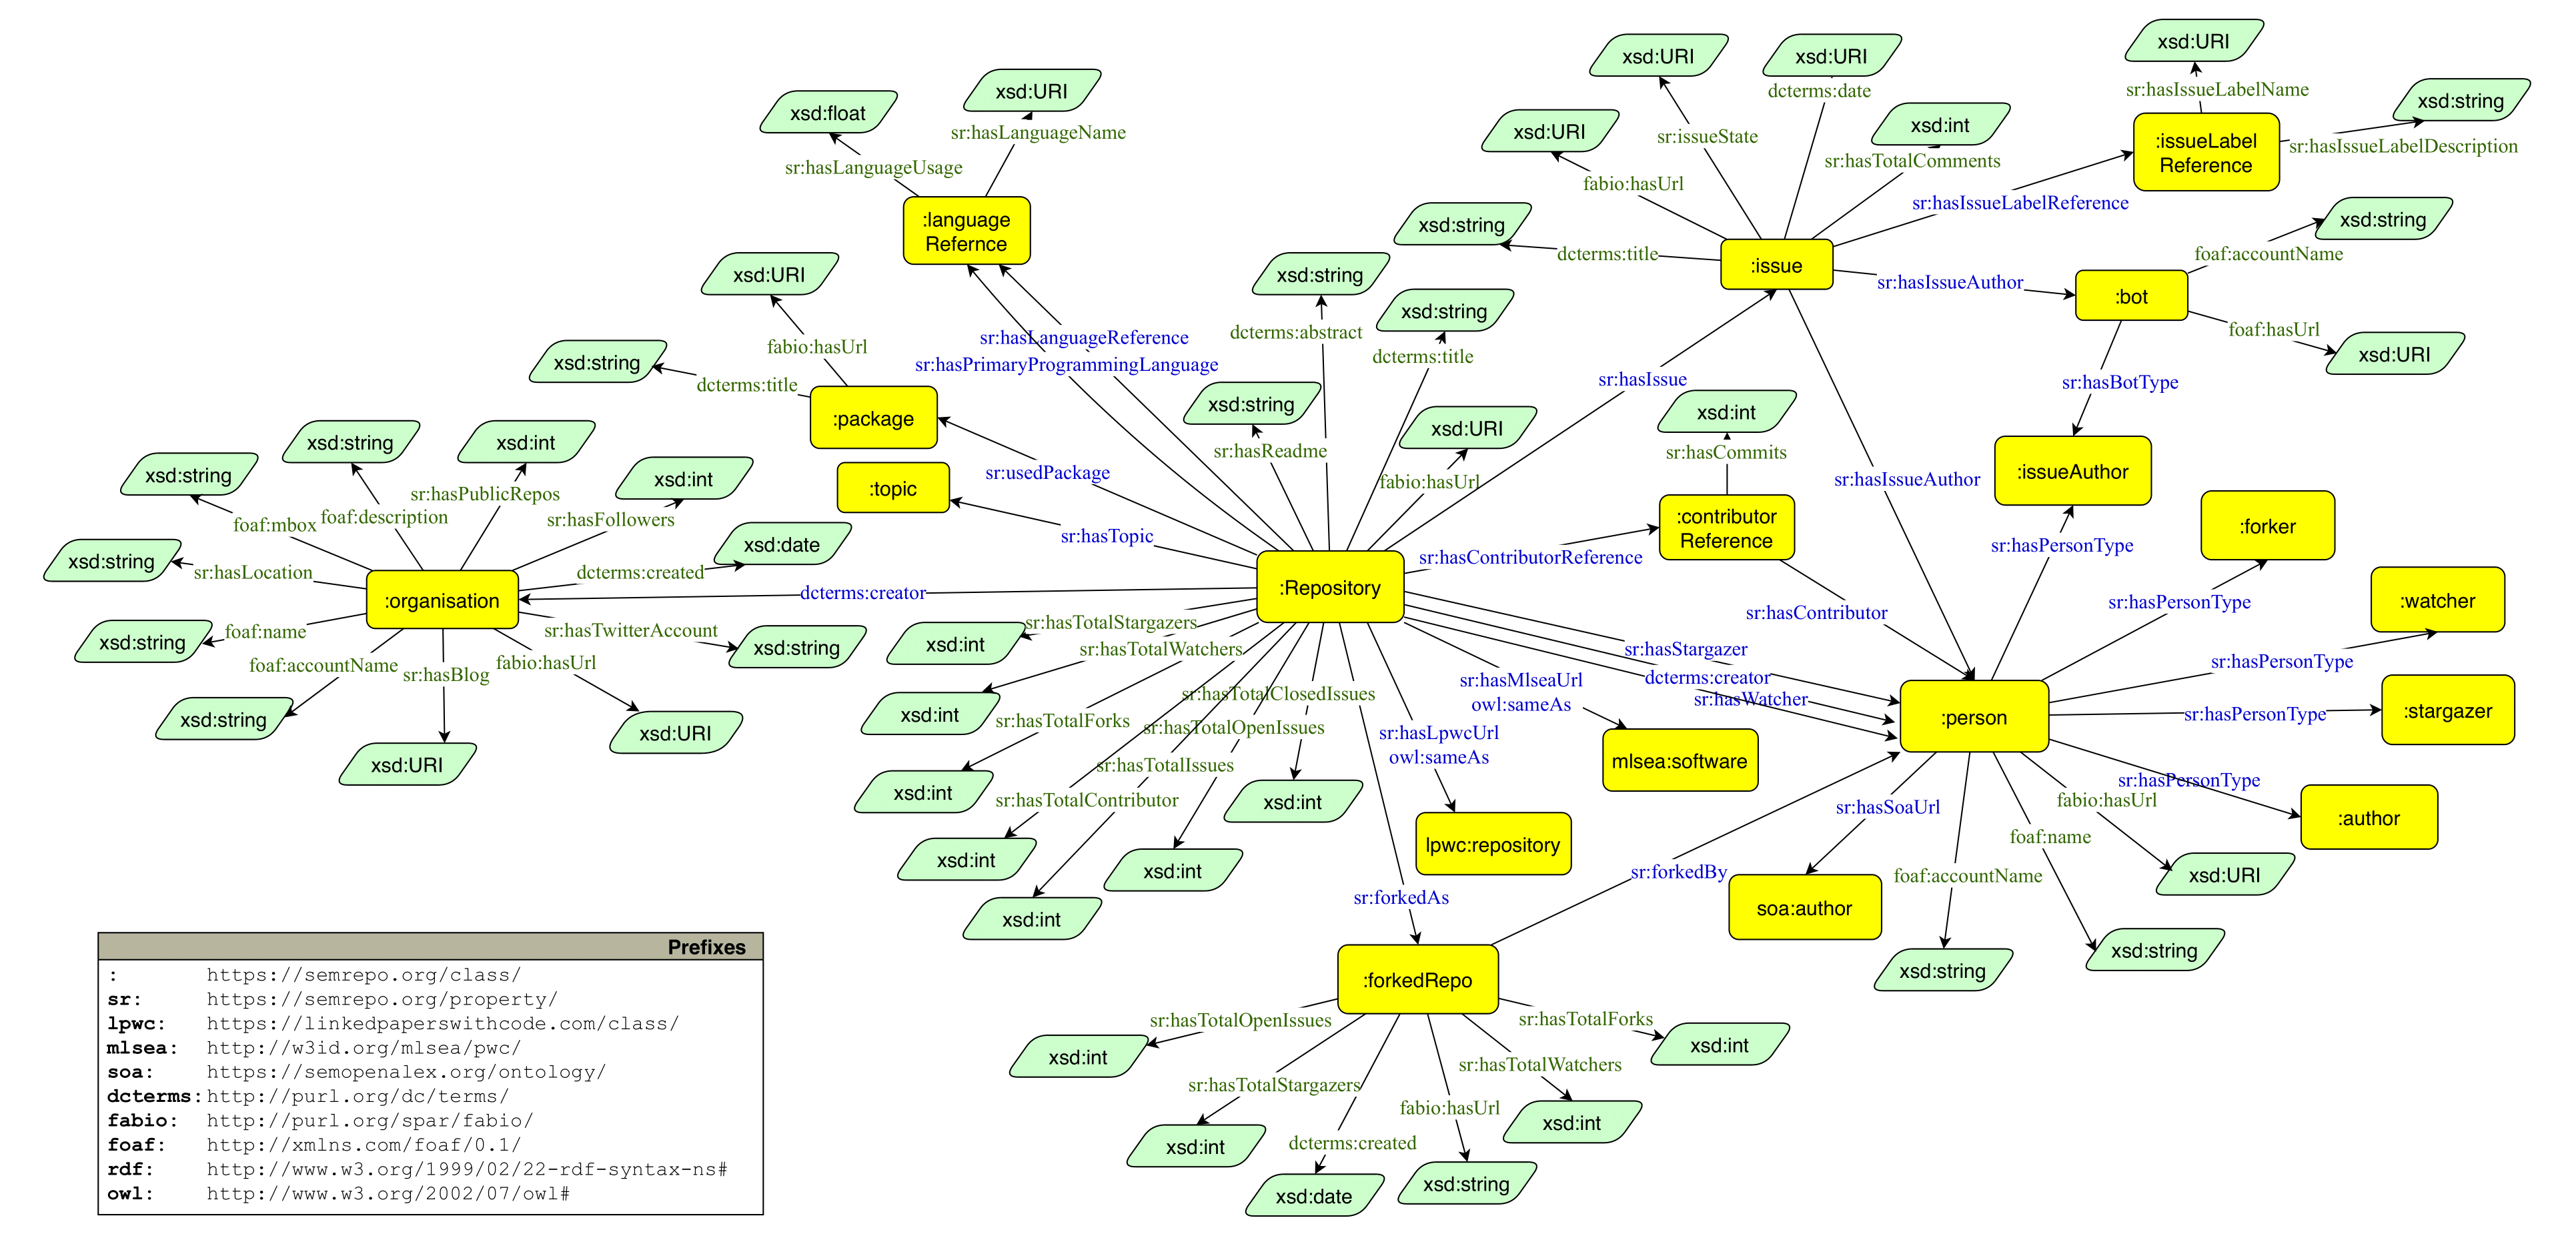 xsd:URI
xsd:URI
xsd:URI
xsd:float
xsd:URI
xsd:URI
xsd:int
xsd:string
dcterms:date
sr:hasIssueLabelName
sr:hasLanguageName
sr:issueState
sr:hasTotalComments
:issueLabel
Reference
sr:hasIssueLabelDescription
sr:hasLanguageUsage
fabio:hasUrl
sr:hasIssueLabelReference
:language
Refernce
xsd:string
xsd:string
dcterms:title
:issue
foaf:accountName
xsd:URI
xsd:string
sr:hasIssueAuthor
:bot
xsd:string
foaf:hasUrl
xsd:URI
dcterms:abstract
dcterms:title
sr:hasLanguageReference
sr:hasPrimaryProgrammingLanguage
fabio:hasUrl
xsd:string
dcterms:title
:package
xsd:string
sr:hasReadme
xsd:URI
fabio:hasUrl
sr:hasIssue
xsd:int
sr:hasCommits
sr:hasBotType
:issueAuthor
sr:hasIssueAuthor
xsd:string
xsd:string
xsd:int
xsd:int
sr:usedPackage
:topic
sr:hasTopic
foaf:mbox
foaf:description
sr:hasPublicRepos
sr:hasFollowers
xsd:date
xsd:string
sr:hasLocation
dcterms:created
:organisation
dcterms:creator
:Repository
sr:hasContributorReference
:contributor
Reference
sr:hasContributor
sr:hasPersonType
:forker
sr:hasPersonType
:watcher
xsd:string
foaf:name
sr:hasTwitterAccount
xsd:string
foaf:accountName
sr:hasBlog
fabio:hasUrl
xsd:string
xsd:URI
xsd:URI
xsd:int
sr:hasTotalStargazers
sr:hasTotalWatchers
xsd:int
sr:hasTotalClosedIssues
sr:hasTotalForks
sr:hasTotalOpenIssues
xsd:int
sr:hasTotalIssues
sr:hasTotalContributor
xsd:int
xsd:int
xsd:int
xsd:int
sr:hasStargazer
dcterms:creator
sr:hasWatcher
sr:hasMlseaUrl
owl:sameAs
sr:hasLpwcUrl
owl:sameAs
mlsea:software
lpwc:repository
:person
sr:hasPersonType
sr:hasPersonType
:stargazer
sr:hasPersonType
:author
sr:hasSoaUrl
fabio:hasUrl
foaf:name
foaf:accountName
soa:author
xsd:URI
xsd:string
xsd:string
sr:forkedBy
sr:forkedAs
:forkedRepo
sr:hasTotalOpenIssues
sr:hasTotalForks
xsd:int
xsd:int
sr:hasTotalStargazers
sr:hasTotalWatchers
fabio:hasUrl
xsd:int
dcterms:created
xsd:int
xsd:date
xsd:string
Prefixes
: https://semrepo.org/class/
sr: https://semrepo.org/property/
lpwc: https://linkedpaperswithcode.com/class/
mlsea: http://w3id.org/mlsea/pwc/
soa: https://semopenalex.org/ontology/
dcterms: http://purl.org/dc/terms/
fabio: http://purl.org/spar/fabio/
foaf: http://xmlns.com/foaf/0.1/
rdf: http://www.w3.org/1999/02/22-rdf-syntax-ns#
owl: http://www.w3.org/2002/07/owl#